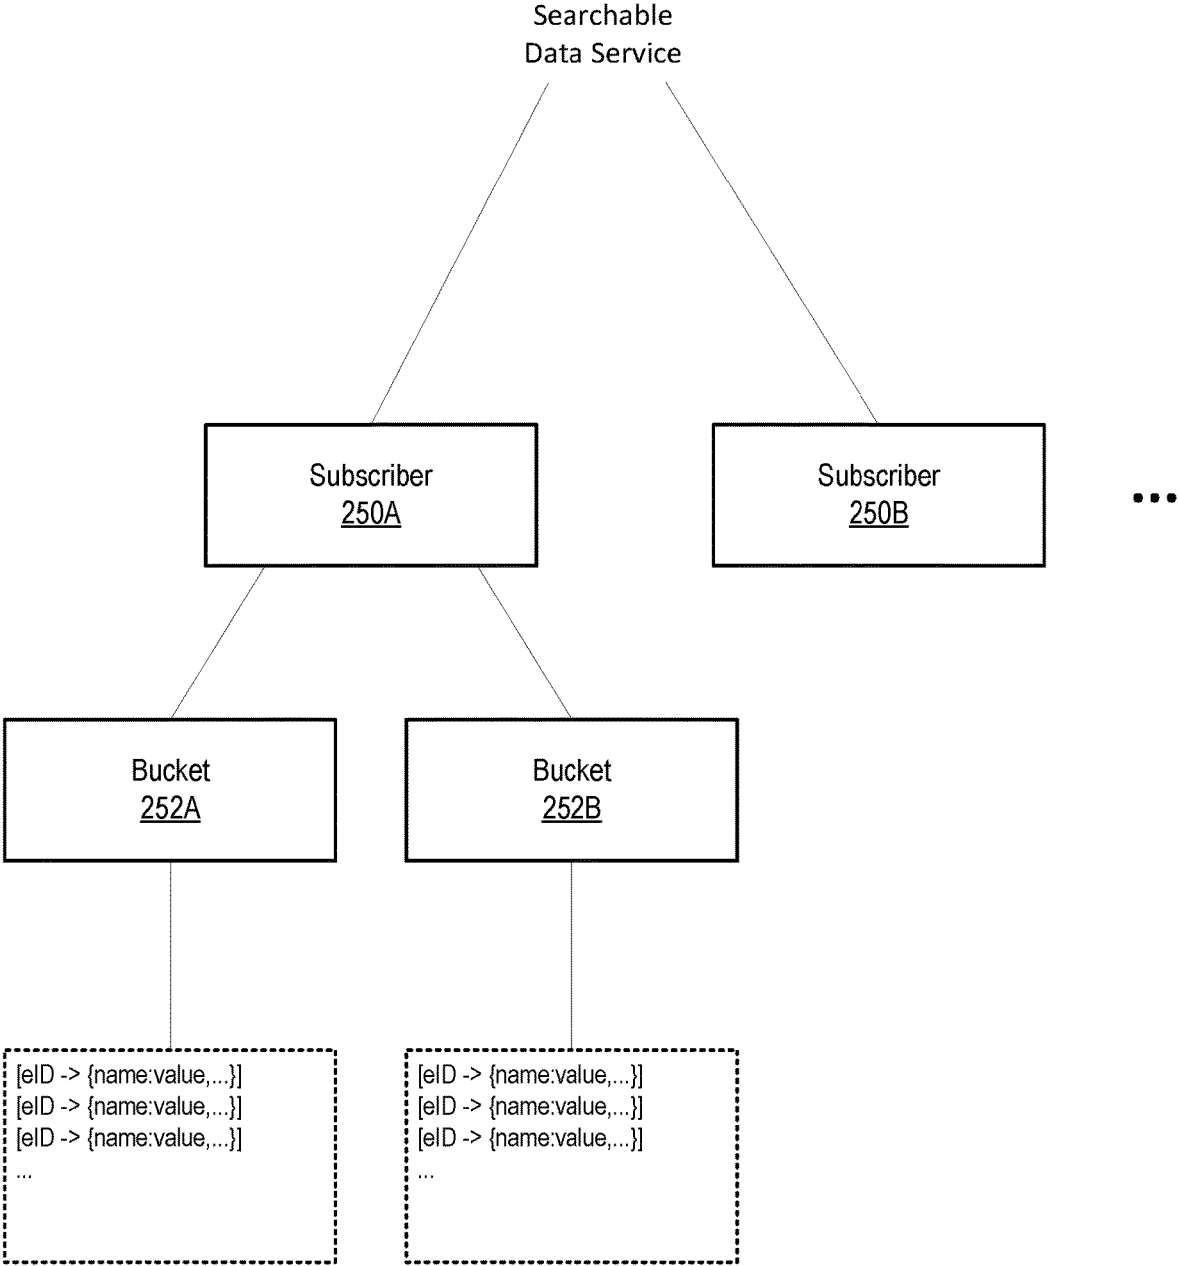 Searchable
Data Service
Subscriber
250A
Subscriber
250B
...
Bucket
252A
Bucket
252B
[eID -> {name:value,...}]
[eID -> {name:value,...}]
[eID -> {name:value,...}]
...
[eID -> {name:value,...}]
[eID -> {name:value,...}]
[eID -> {name:value,...}]
...